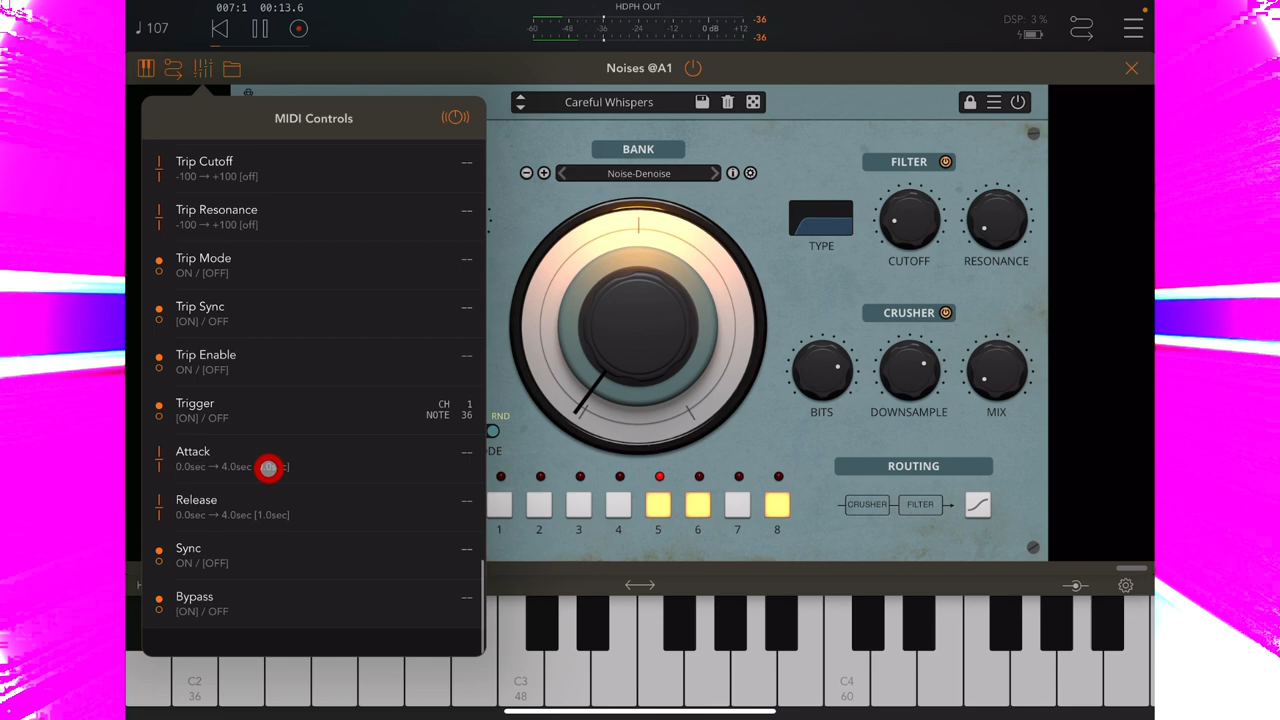 007:1 00:13.6
107
HDPH OUT
-60 -48 -36 -24 -12 0 dB +12
-36
-36
DSP: 3 %
Noises @A1
MIDI Controls
Trip Cutoff --
-100 → +100 [off]
Trip Resonance --
-100 → +100 [off]
Trip Mode --
ON / [OFF]
Trip Sync --
[ON] / OFF
Trip Enable --
ON / [OFF]
Trigger CH 1
[ON] / OFF NOTE 36
Attack --
0.0sec → 4.0sec
Release --
0.0sec → 4.0sec [1.0sec]
Sync --
ON / [OFF]
Bypass --
[ON] / OFF
Careful Whispers
BANK
Noise-Denoise
FILTER
TYPE CUTOFF RESONANCE
CRUSHER
BITS DOWNSAMPLE MIX
RND
DE
ROUTING
CRUSHER FILTER
1 2 3 4 5 6 7 8
C2 C3 C4
36 48 60